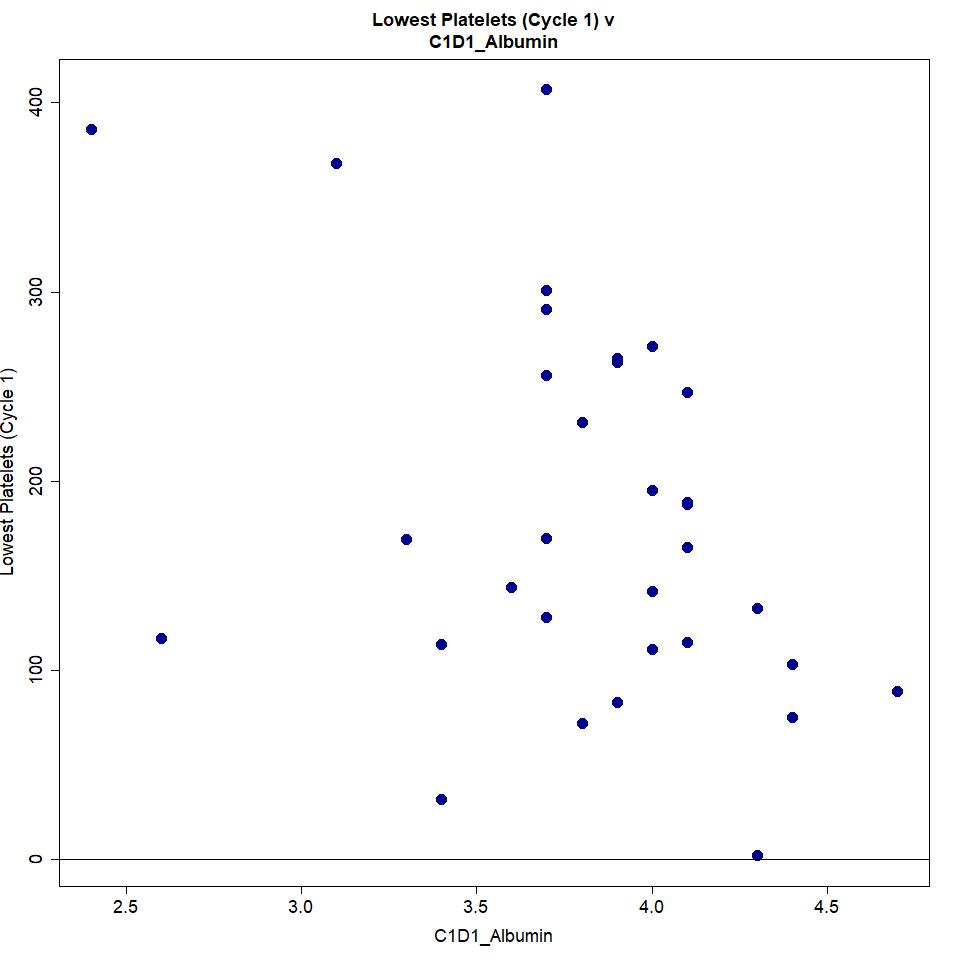 Lowest Platelets (Cycle 1) v
C1D1_Albumin
400
300
200
100
0
Lowest Platelets (Cycle 1)
2.5 3.0 3.5 4.0 4.5
C1D1_Albumin